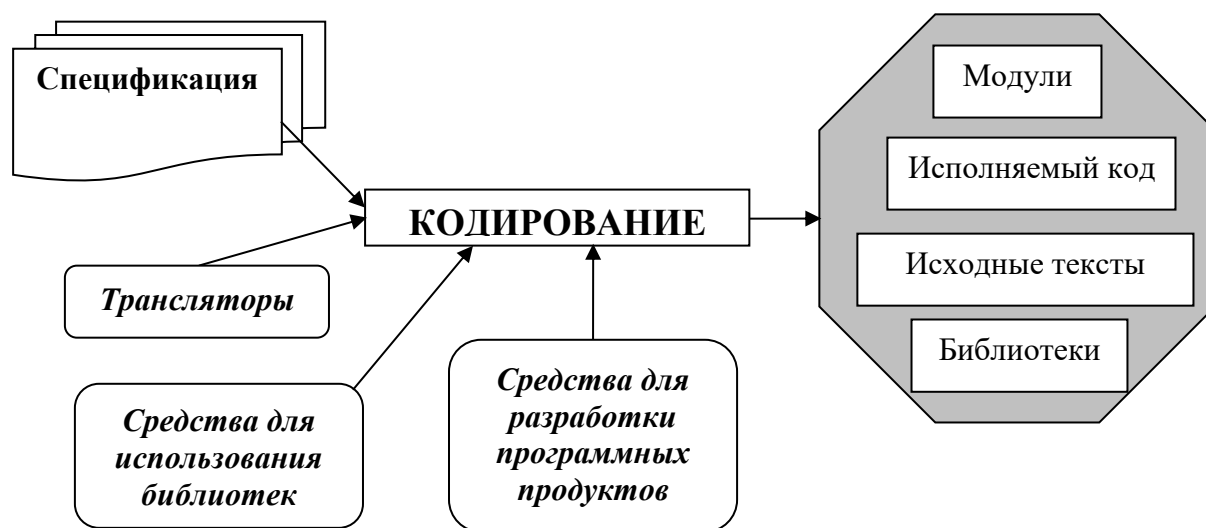 Спецификация
КОДИРОВАНИЕ
Трансляторы
Средства для
использования
библиотек
Средства для
разработки
программных
продуктов
Модули
Исполняемый код
Исходные тексты
Библиотеки